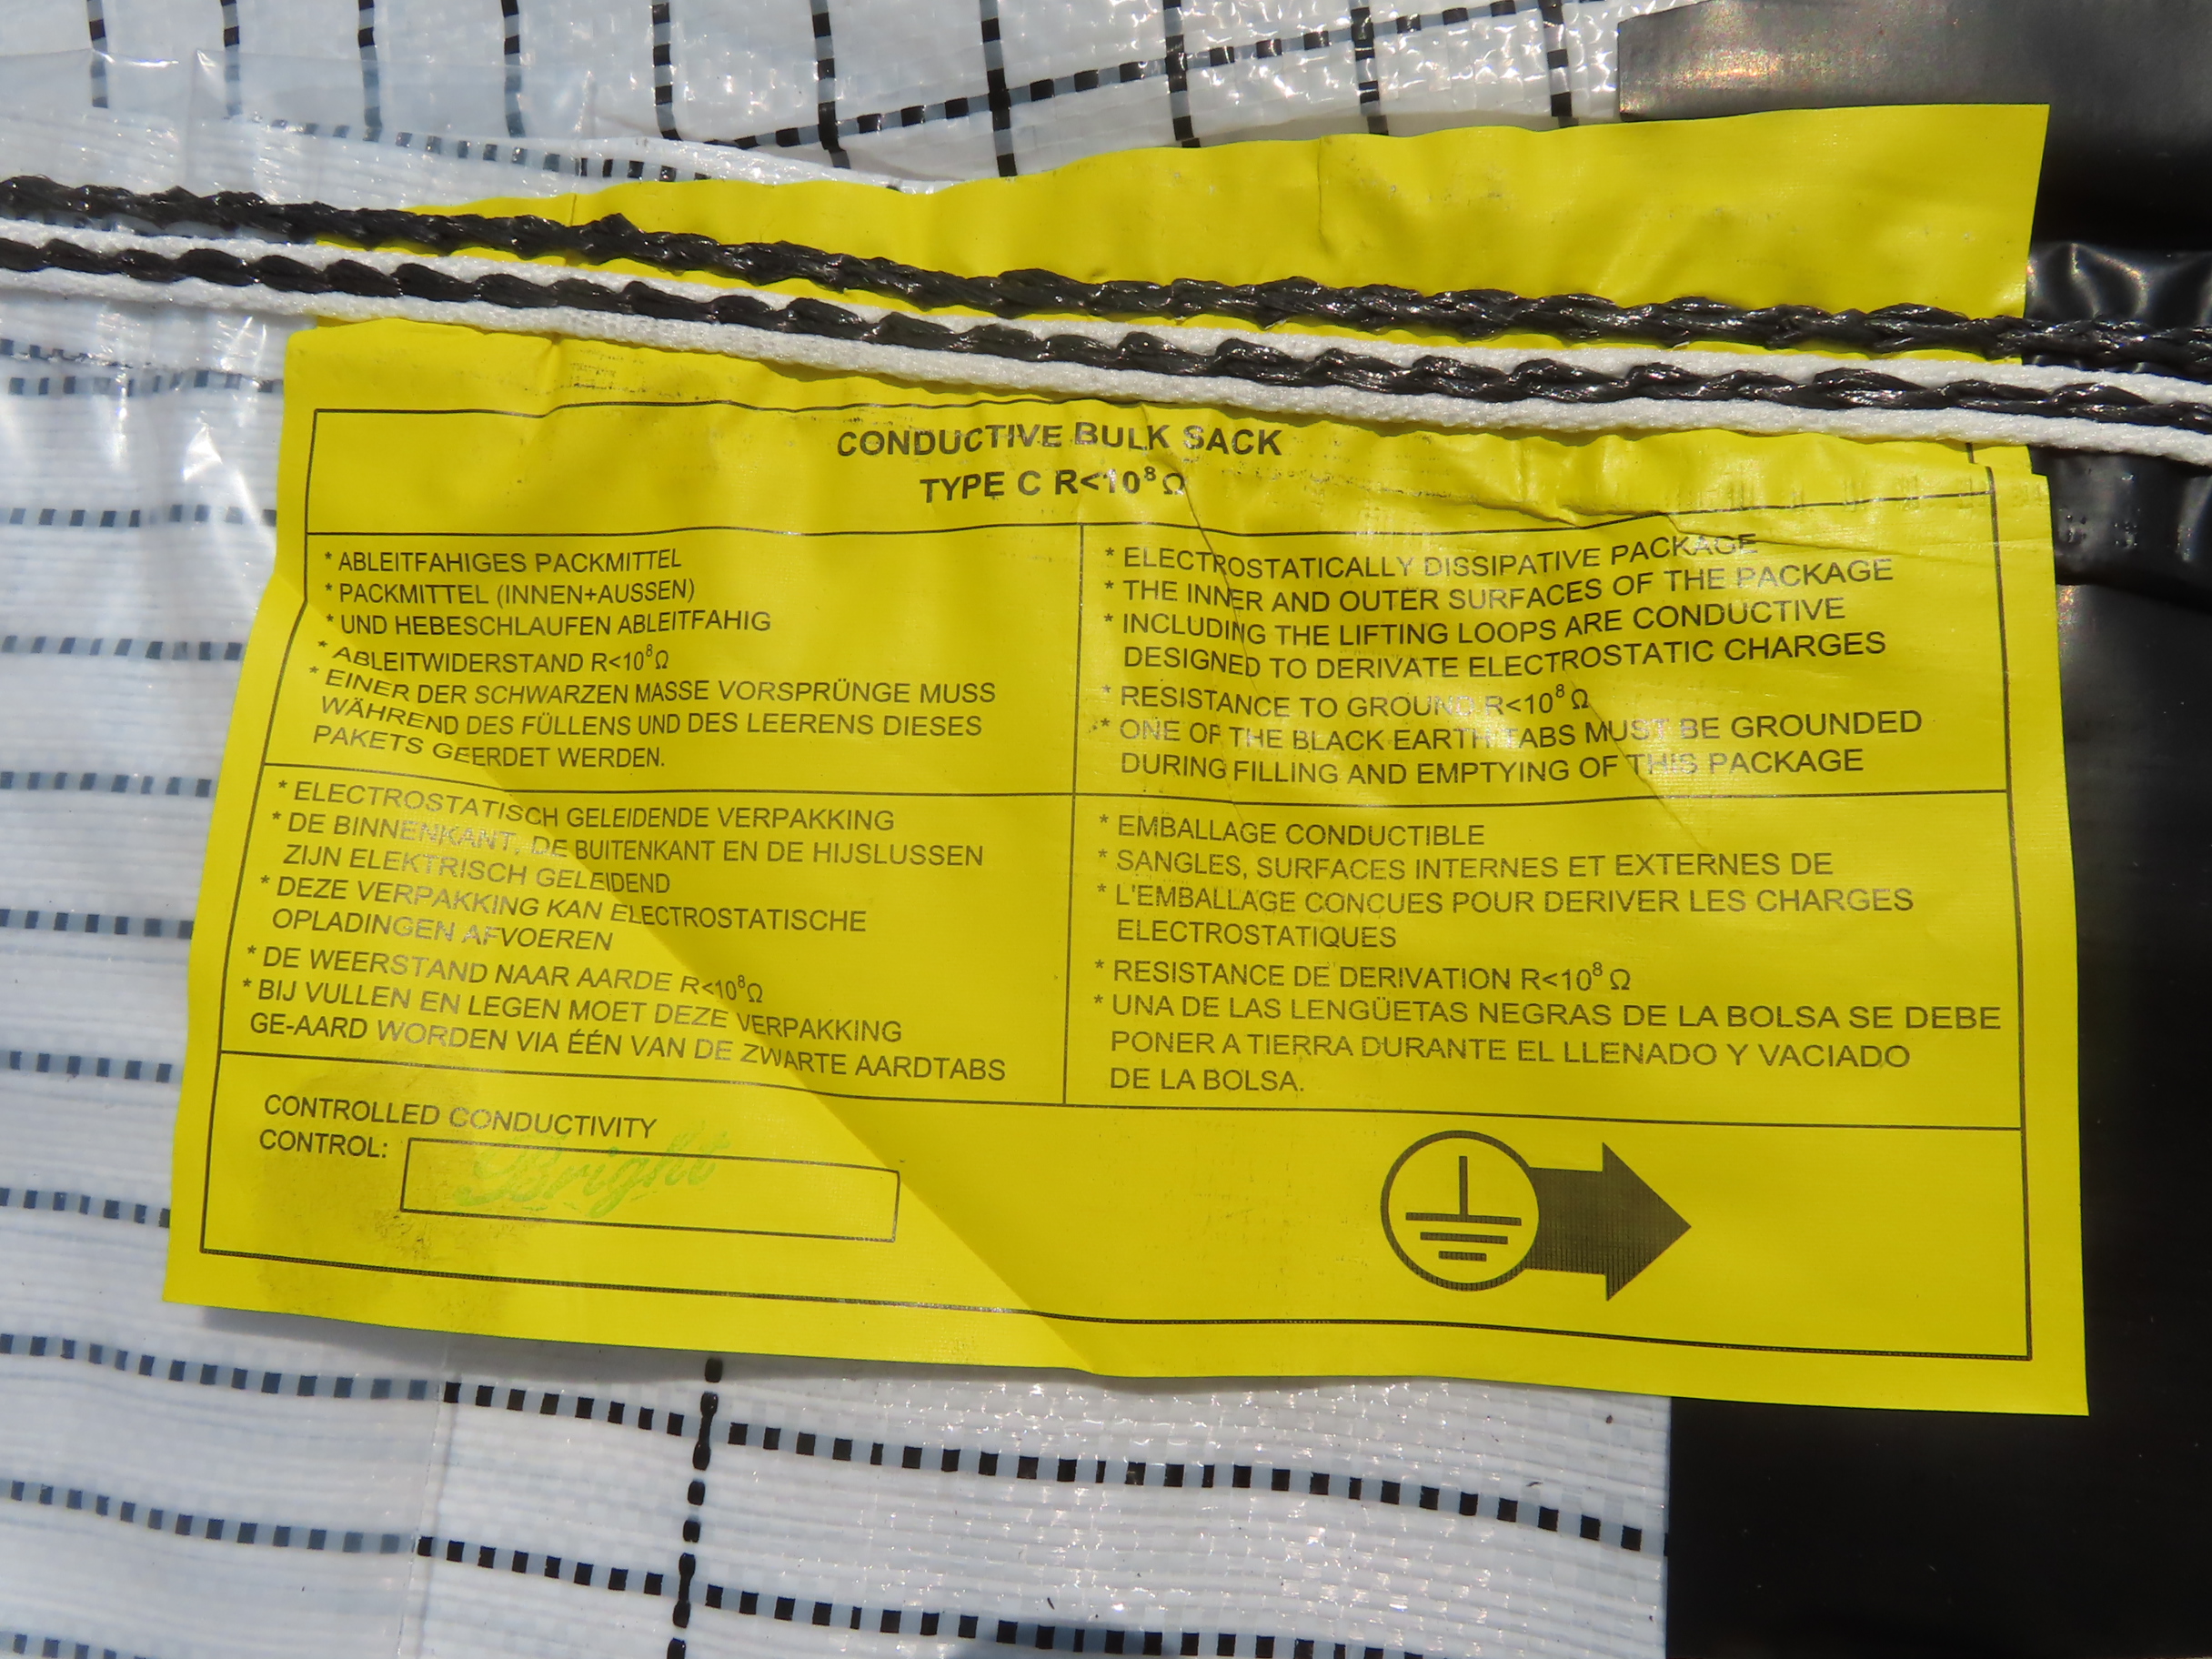 CONDUCTIVE BULK SACK
TYPE C R<10⁸ Ω
* ABLEITFAHIGES PACKMITTEL
* PACKMITTEL (INNEN+AUSSEN)
* UND HEBESCHLAUFEN ABLEITFAHIG
* ABLEITWIDERSTAND R<10⁸Ω
* EINER DER SCHWARZEN MASSE VORSPRÜNGE MUSS
WÄHREND DES FÜLLENS UND DES LEERENS DIESES
PAKETS GEERDET WERDEN.
* ELECTROSTATICALLY DISSIPATIVE PACKAGE
* THE INNER AND OUTER SURFACES OF THE PACKAGE
* INCLUDING THE LIFTING LOOPS ARE CONDUCTIVE
DESIGNED TO DERIVATE ELECTROSTATIC CHARGES
* RESISTANCE TO GROUND R<10⁸ Ω
* ONE OF THE BLACK EARTH TABS MUST BE GROUNDED
DURING FILLING AND EMPTYING OF THIS PACKAGE
* ELECTROSTATISCH GELEIDENDE VERPAKKING
* DE BINNENKANT, DE BUITENKANT EN DE HIJSLUSSEN
ZIJN ELEKTRISCH GELEIDEND
* DEZE VERPAKKING KAN ELECTROSTATISCHE
OPLADINGEN AFVOEREN
* DE WEERSTAND NAAR AARDE R<10⁸Ω
* BIJ VULLEN EN LEGEN MOET DEZE VERPAKKING
GE-AARD WORDEN VIA ÉÉN VAN DE ZWARTE AARDTABS
* EMBALLAGE CONDUCTIBLE
* SANGLES, SURFACES INTERNES ET EXTERNES DE
* L'EMBALLAGE CONCUES POUR DERIVER LES CHARGES
ELECTROSTATIQUES
* RESISTANCE DE DERIVATION R<10⁸ Ω
* UNA DE LAS LENGÜETAS NEGRAS DE LA BOLSA SE DEBE
PONER A TIERRA DURANTE EL LLENADO Y VACIADO
DE LA BOLSA.
CONTROLLED CONDUCTIVITY
CONTROL:
Bright